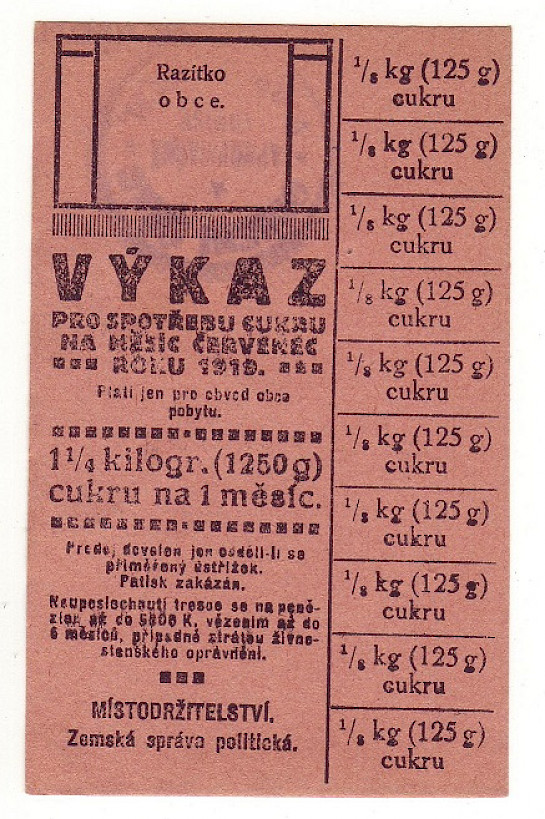 Razítko
obce.
VÝKAZ
PRO SPOTŘEBU CUKRU
NA MĚSÍC ČERVENEC
ROKU 1919.
Platí jen pro obvod obce
pobytu.
1 1/4 kilogr. (1250 g)
cukru na 1 měsíc.
Prodej dovolen jen oddělí-li se
přiměřený ústřižek.
Patisk zakázán.
Neuposlechnutí tresce se na peně-
zích až do 5000 K, vězením až do
6 měsíců, případně ztrátou živno-
stenského oprávnění.
MÍSTODRŽITELSTVÍ.
Zemská správa politická.
1/8 kg (125 g)
cukru
1/8 kg (125 g)
cukru
1/8 kg (125 g)
cukru
1/8 kg (125 g)
cukru
1/8 kg (125 g)
cukru
1/8 kg (125 g)
cukru
1/8 kg (125 g)
cukru
1/8 kg (125 g)
cukru
1/8 kg (125 g)
cukru
1/8 kg (125 g)
cukru